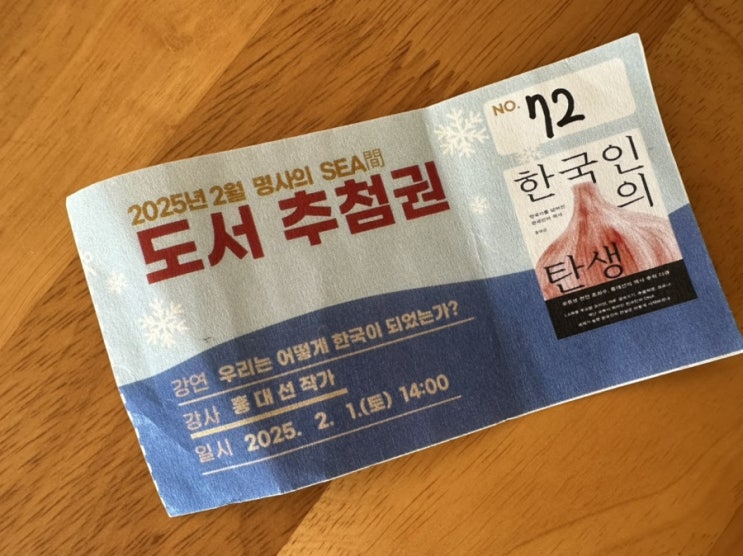 2025년 2월 명사의 SEA間
도서 추첨권
강연 우리는 어떻게 한국이 되었는가?
강사 홍대선 작가
일시 2025. 2. 1.(토) 14:00
NO. 72
한국인
의
탄생
홍대선